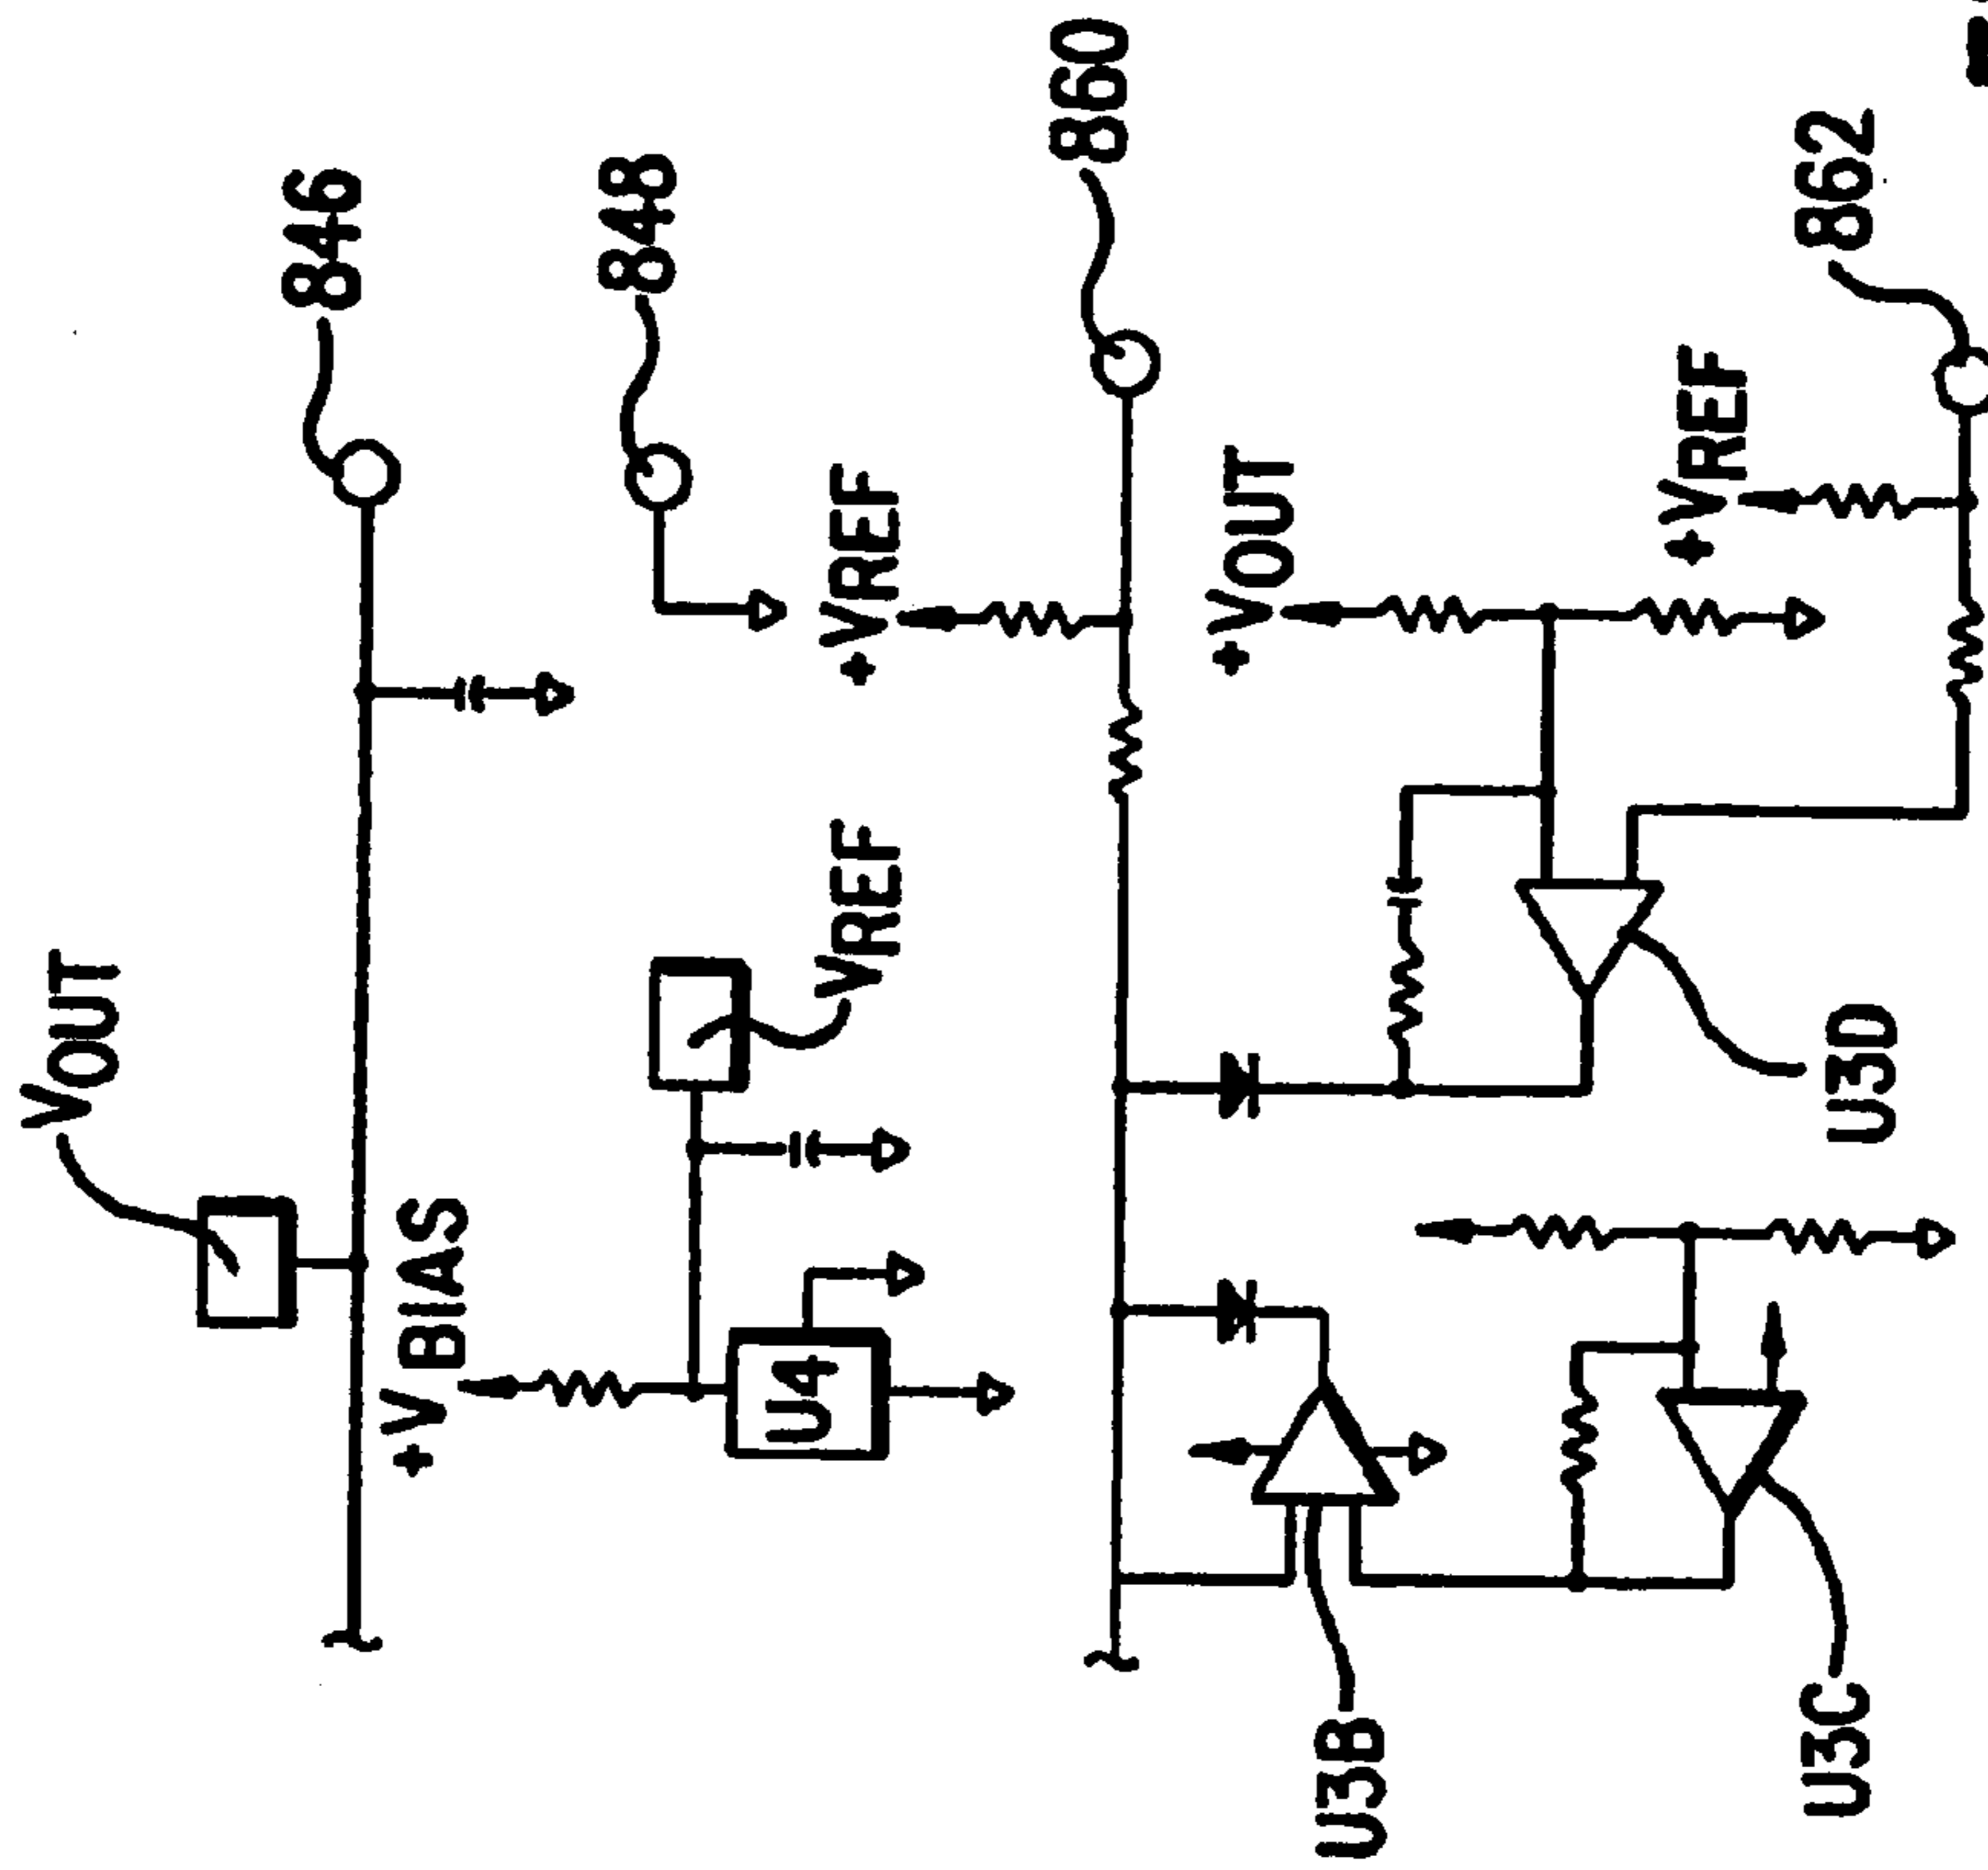 846
848
860
862
VOUT
+VBIAS
VREF
+VREF
+VOUT
+VREF
U4
U3D
U3B
U3C